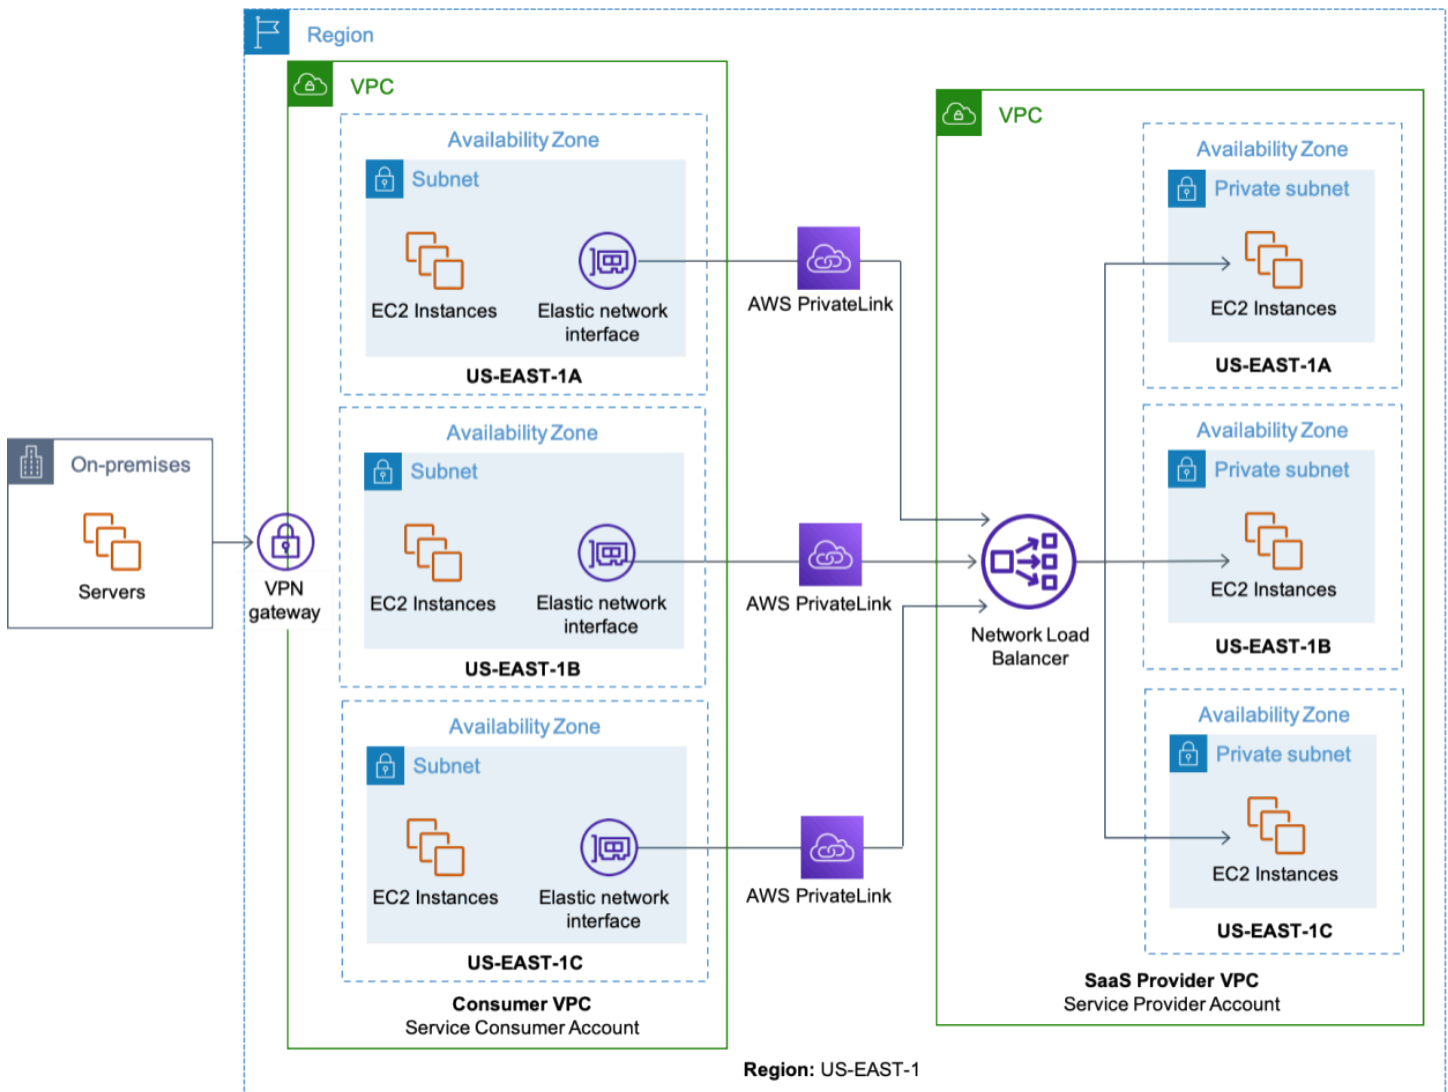 Region
VPC
Availability Zone
Subnet
EC2 Instances
Elastic network
interface
US-EAST-1A
Availability Zone
Subnet
EC2 Instances
Elastic network
interface
US-EAST-1B
Availability Zone
Subnet
EC2 Instances
Elastic network
interface
US-EAST-1C
Consumer VPC
Service Consumer Account
On-premises
Servers
VPN
gateway
AWS PrivateLink
AWS PrivateLink
AWS PrivateLink
VPC
Network Load
Balancer
Availability Zone
Private subnet
EC2 Instances
US-EAST-1A
Availability Zone
Private subnet
EC2 Instances
US-EAST-1B
Availability Zone
Private subnet
EC2 Instances
US-EAST-1C
SaaS Provider VPC
Service Provider Account
Region: US-EAST-1